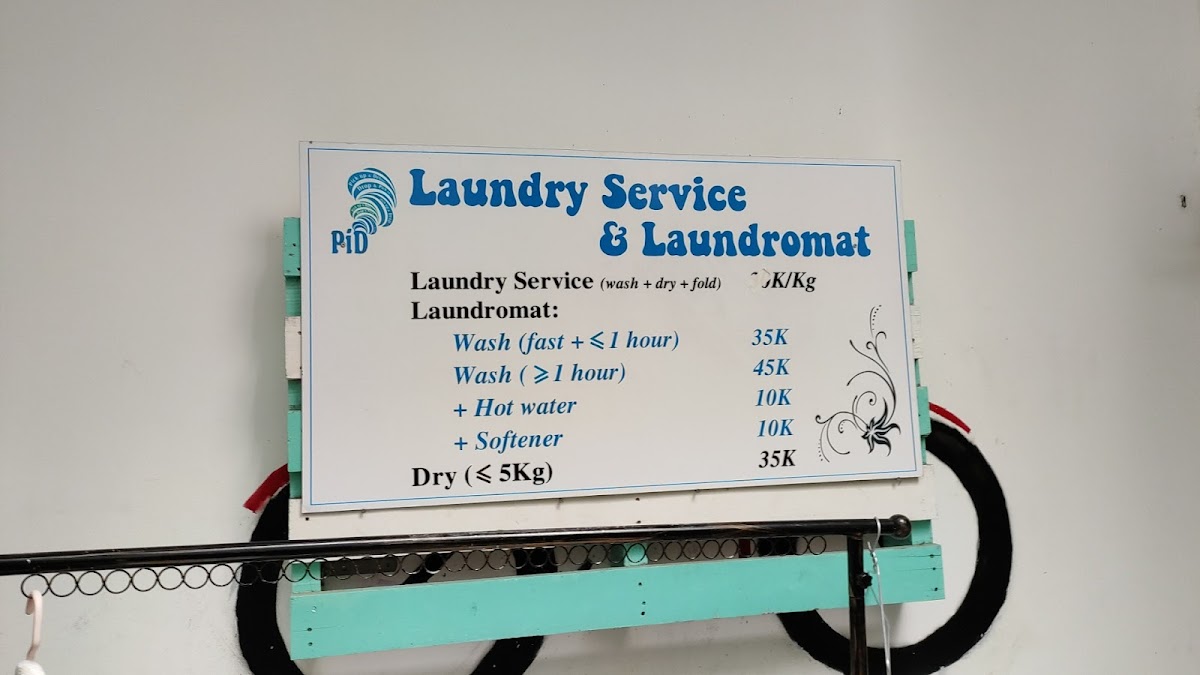 PiD
Laundry Service
& Laundromat
Laundry Service (wash + dry + fold) K/Kg
Laundromat:
Wash (fast + ⩽ 1 hour) 35K
Wash ( ⩾ 1 hour) 45K
+ Hot water 10K
+ Softener 10K
Dry (⩽ 5Kg) 35K